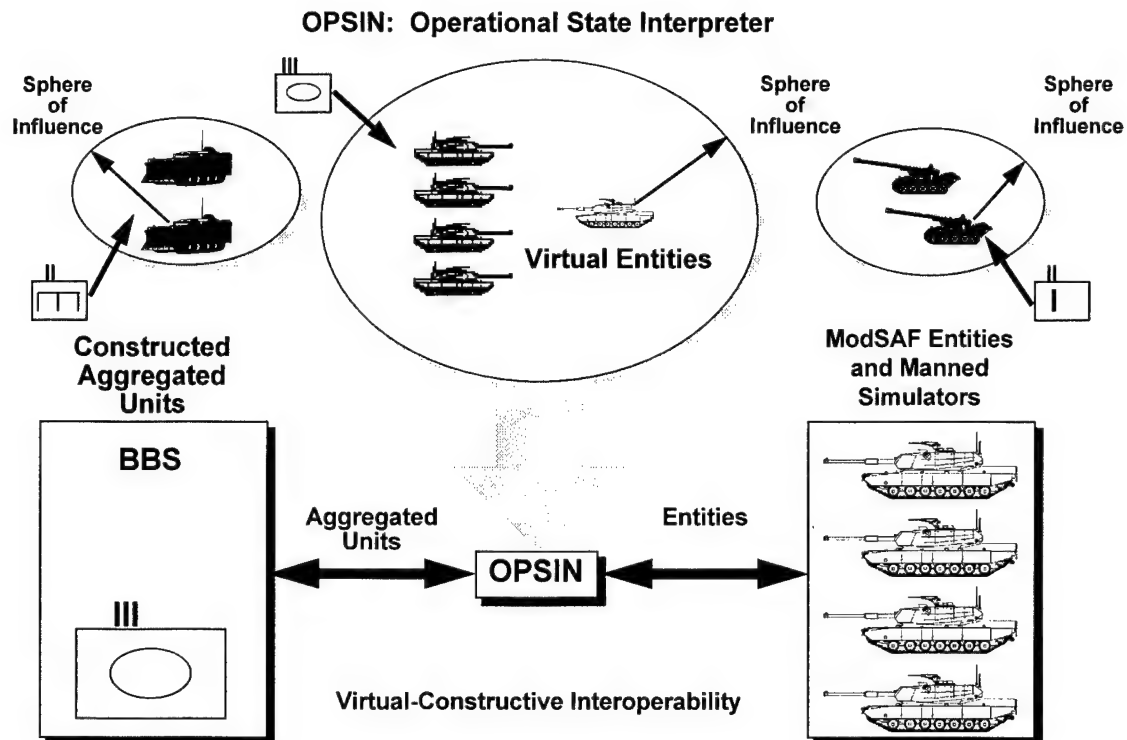 OPSIN: Operational State Interpreter
III
Sphere
of
Influence
Sphere
of
Influence
Sphere
of
Influence
II
Virtual Entities
II
Constructed
Aggregated
Units
ModSAF Entities
and Manned
Simulators
BBS
Aggregated
Units
Entities
OPSIN
III
Virtual-Constructive Interoperability